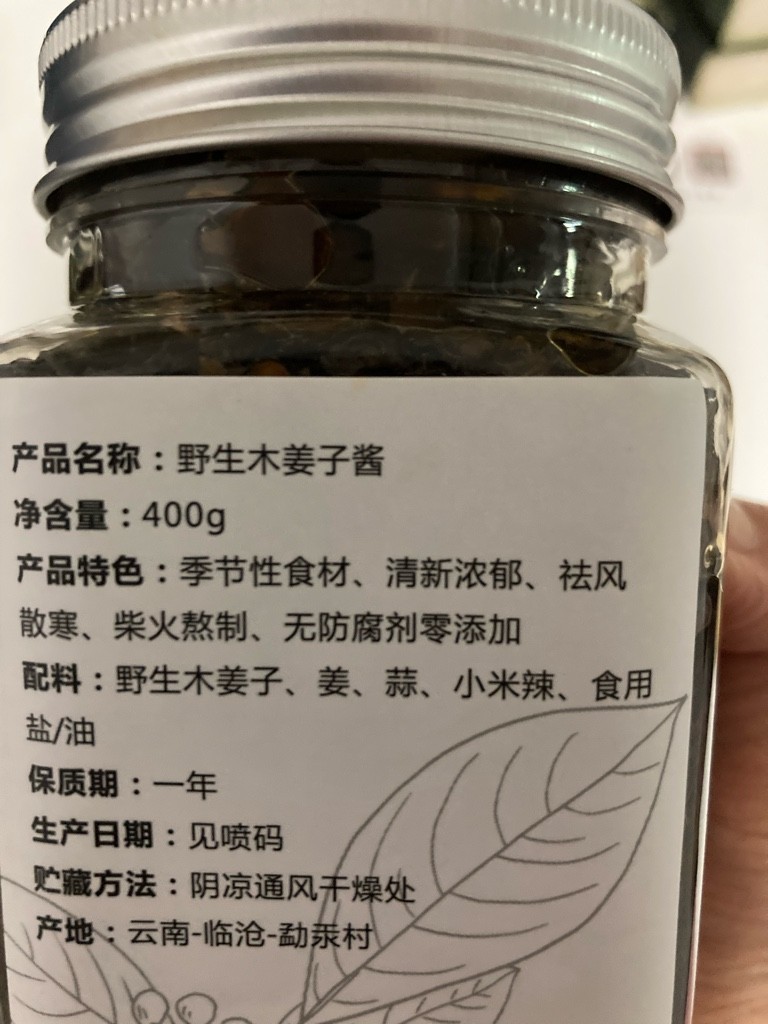 产品名称：野生木姜子酱
净含量：400g
产品特色：季节性食材、清新浓郁、祛风
散寒、柴火熬制、无防腐剂零添加
配料：野生木姜子、姜、蒜、小米辣、食用
盐/油
保质期：一年
生产日期：见喷码
贮藏方法：阴凉通风干燥处
产地：云南-临沧-勐汞村